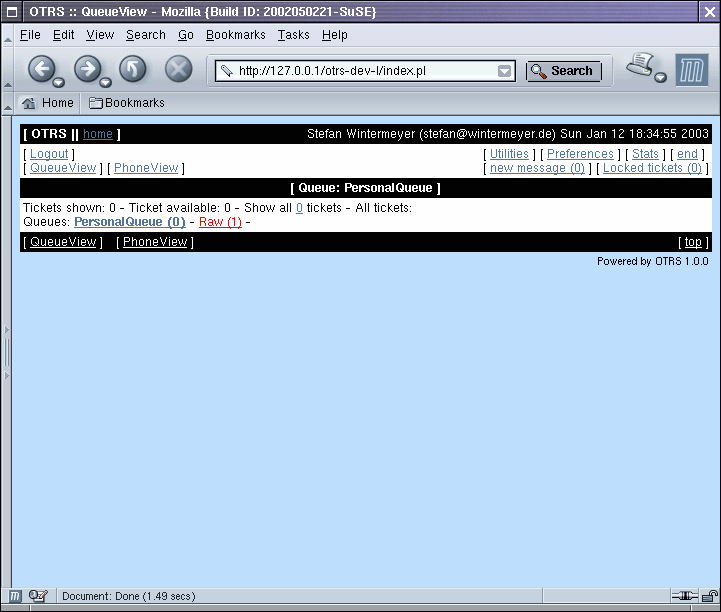 OTRS :: QueueView - Mozilla {Build ID: 2002050221-SuSE}
File Edit View Search Go Bookmarks Tasks Help
http://127.0.0.1/otrs-dev-l/index.pl Search
Home Bookmarks
[ OTRS || home ] Stefan Wintermeyer (stefan@wintermeyer.de) Sun Jan 12 18:34:55 2003
[ Logout ] [ Utilities ] [ Preferences ] [ Stats ] [ end ]
[ QueueView ] [ PhoneView ] [ new message (0) ] [ Locked tickets (0) ]
[ Queue: PersonalQueue ]
Tickets shown: 0 - Ticket available: 0 - Show all 0 tickets - All tickets:
Queues: PersonalQueue (0) - Raw (1) -
[ QueueView ] [ PhoneView ] [ top ]
Powered by OTRS 1.0.0
Document: Done (1.49 secs)